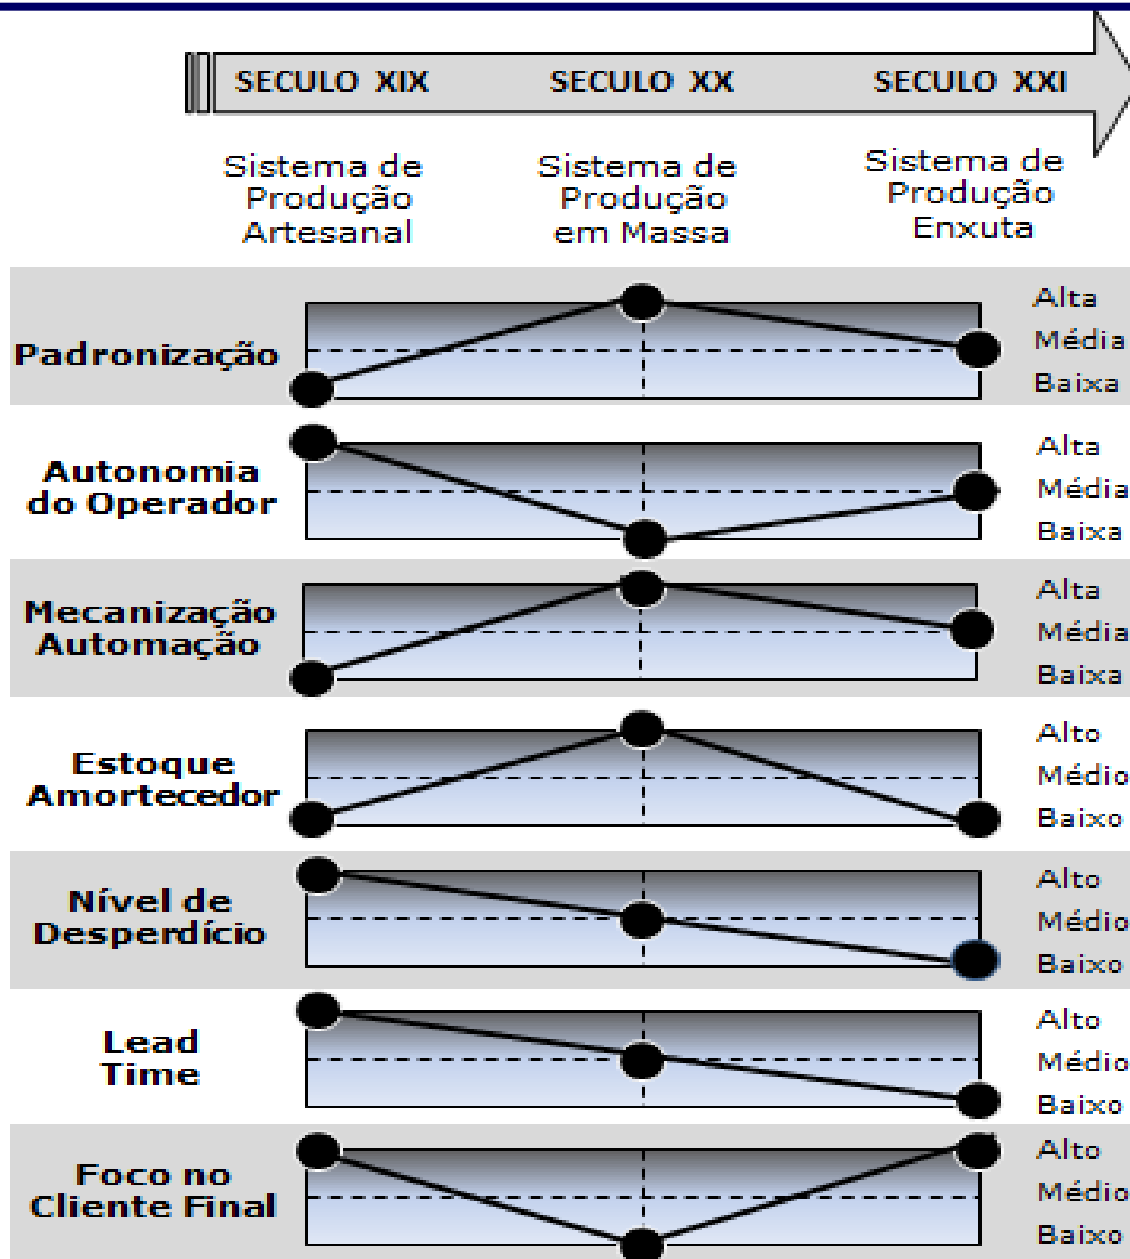 SECULO XIX SECULO XX SECULO XXI
Sistema de Produção Artesanal
Sistema de Produção em Massa
Sistema de Produção Enxuta
Padronização
Alta
Média
Baixa
Autonomia
do Operador
Alta
Média
Baixa
Mecanização
Automação
Alta
Média
Baixa
Estoque
Amortecedor
Alto
Médio
Baixo
Nível de
Desperdício
Alto
Médio
Baixo
Lead
Time
Alto
Médio
Baixo
Foco no
Cliente Final
Alto
Médio
Baixo